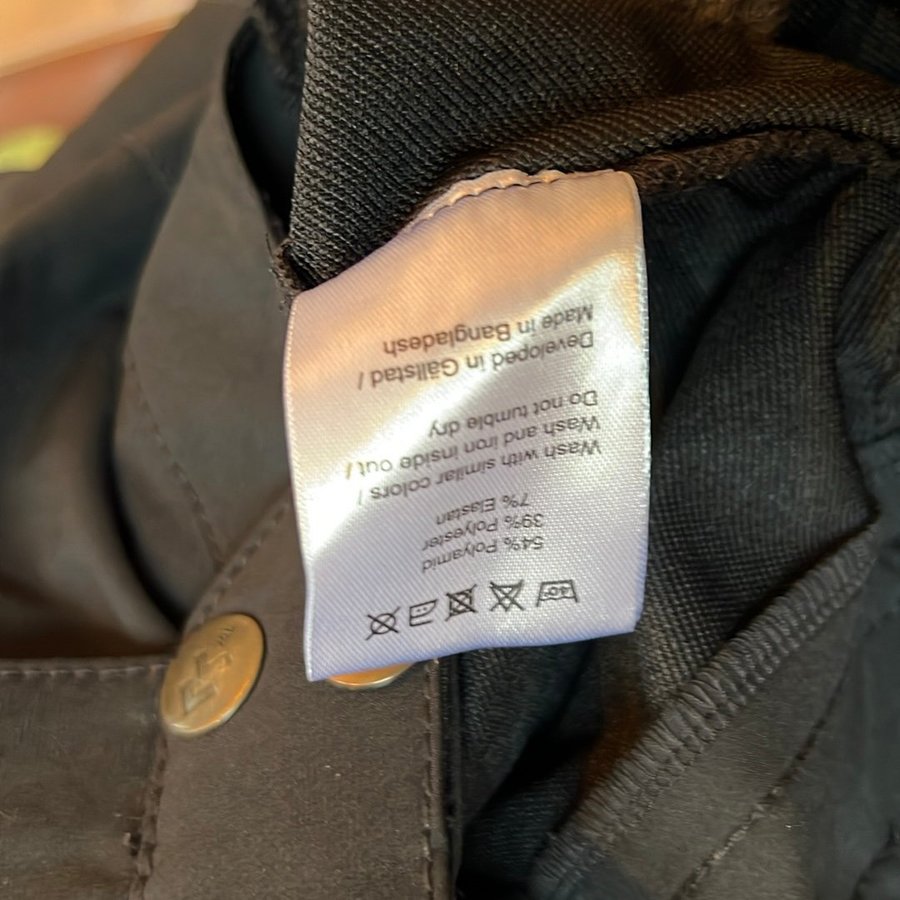 40°
54% Polyamid
39% Polyester
7% Elastan
Wash with similar colors /
Wash and iron inside out /
Do not tumble dry
Developed in Gällstad /
Made in Bangladesh